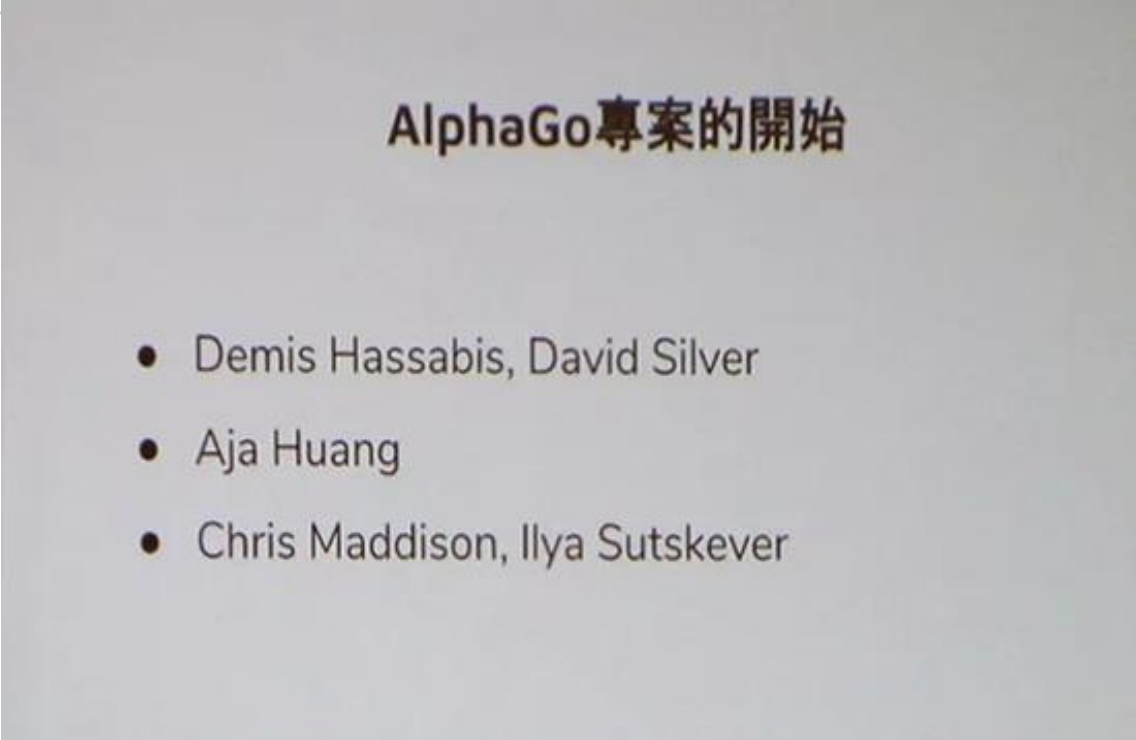 AlphaGo專案的開始
• Demis Hassabis, David Silver
• Aja Huang
• Chris Maddison, Ilya Sutskever